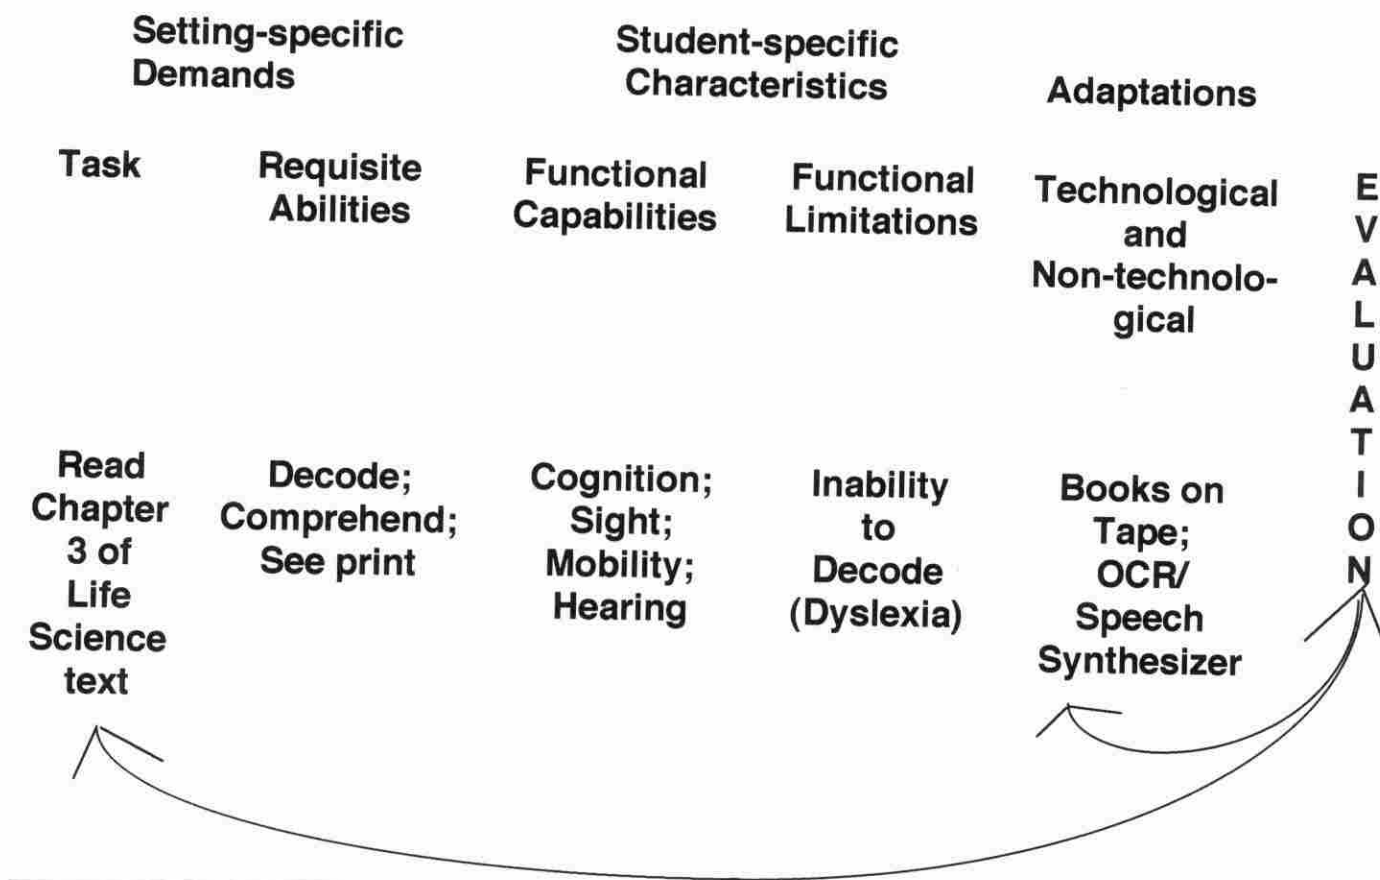 Setting-specific
Demands
Student-specific
Characteristics
Adaptations
Task
Requisite
Abilities
Functional
Capabilities
Functional
Limitations
Technological
and
Non-technolo-
gical
E
V
A
L
U
A
T
I
O
N
Read
Chapter
3 of
Life
Science
text
Decode;
Comprehend;
See print
Cognition;
Sight;
Mobility;
Hearing
Inability
to
Decode
(Dyslexia)
Books on
Tape;
OCR/
Speech
Synthesizer